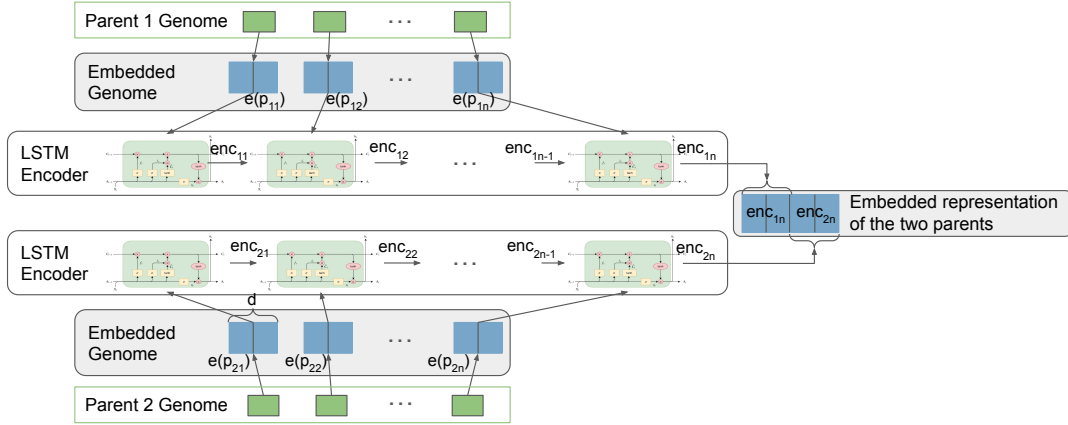 Parent 1 Genome
. . .
Embedded
Genome
. . .
e(p11) e(p12) e(p1n)
LSTM
Encoder
enc11 enc12 . . . enc1n-1 enc1n
enc1n enc2n
Embedded representation
of the two parents
LSTM
Encoder
enc21 enc22 . . . enc2n-1 enc2n
d
Embedded
Genome
. . .
e(p21) e(p22) e(p2n)
Parent 2 Genome
. . .